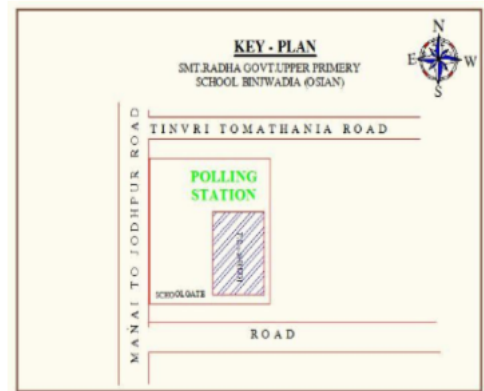 KEY - PLAN
SMT.RADHA GOVT.UPPER PRIMERY
SCHOOL BINJWADIA (OSIAN)
N
E
W
S
TINVRI TOMATHANIA ROAD
MANAI TO JODHPUR ROAD
POLLING
STATION
SCHOOL GATE
ROAD